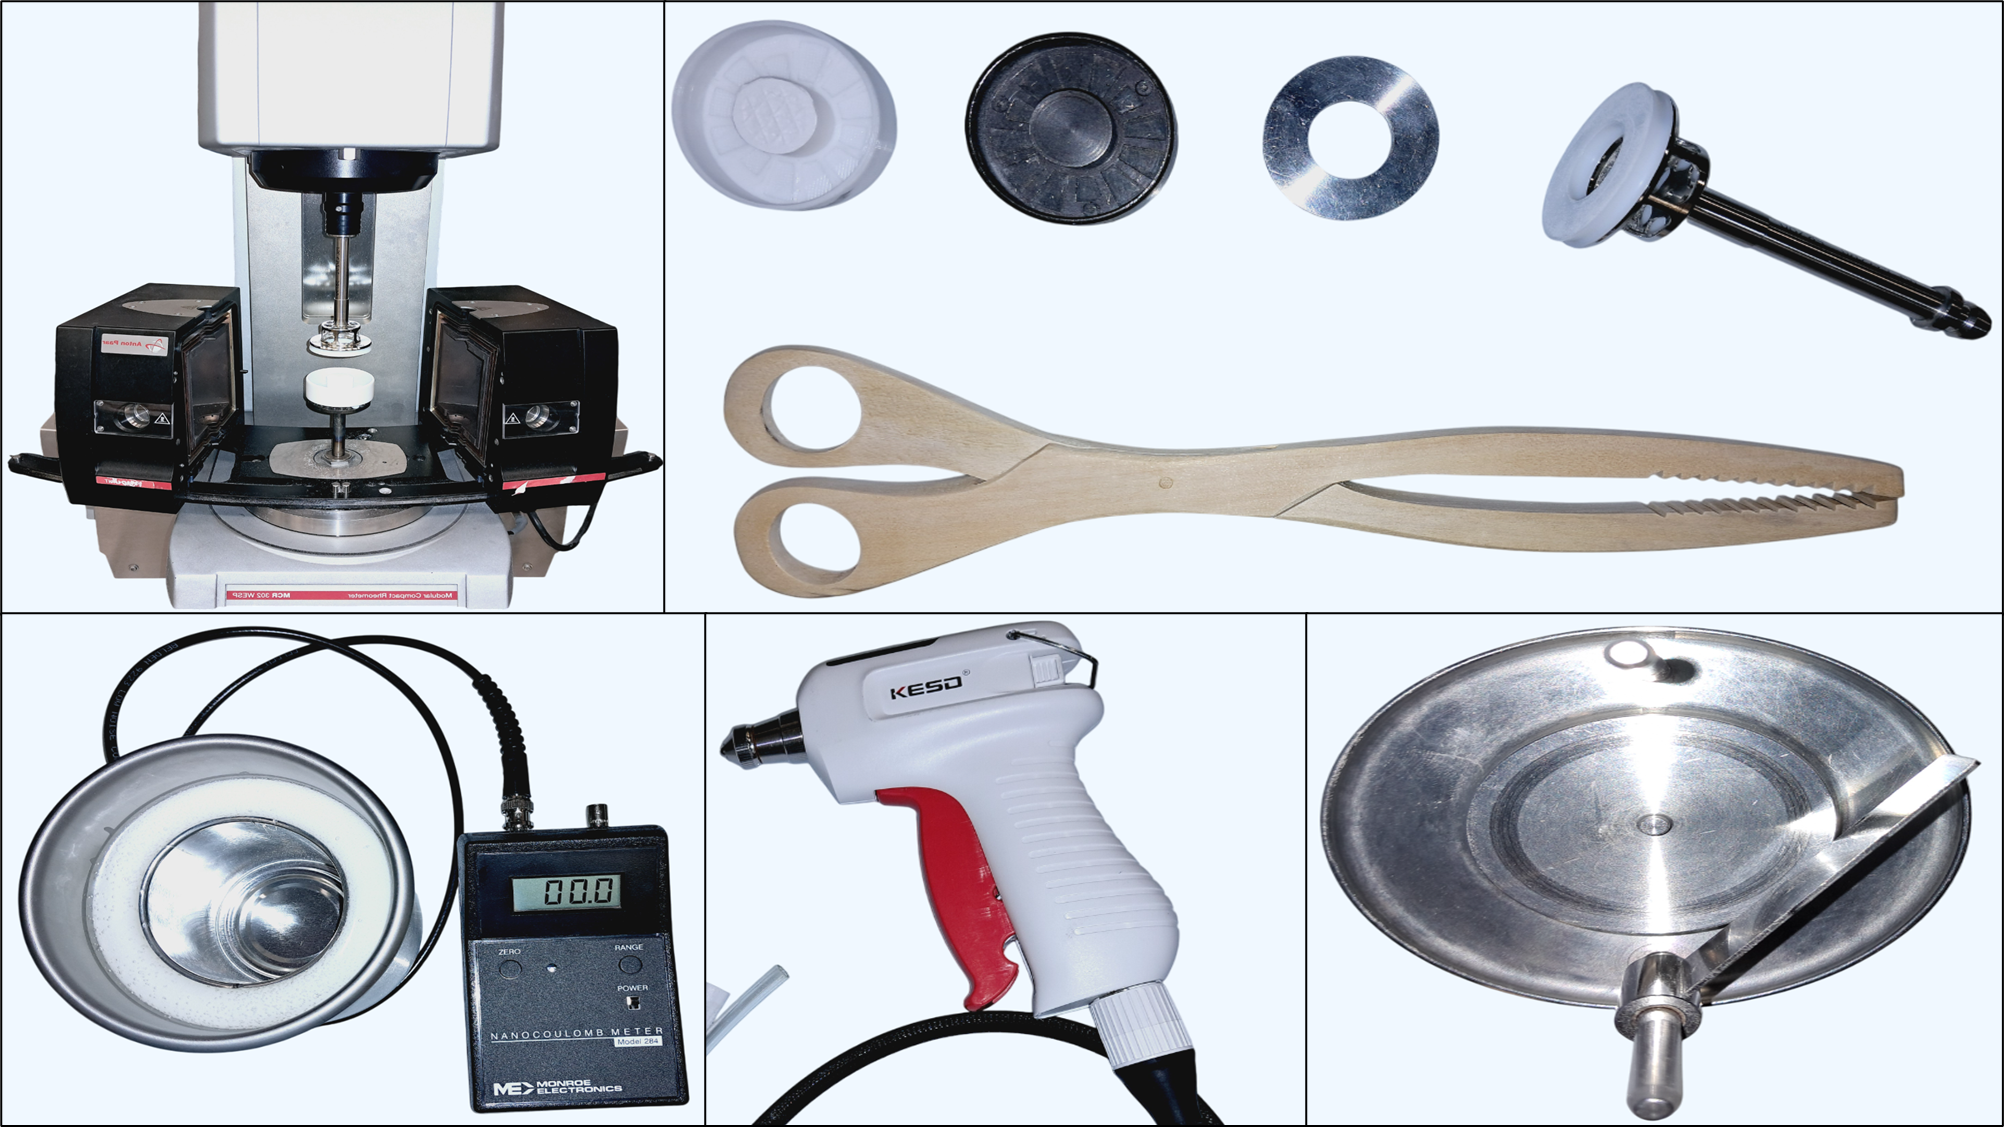 Anton Paar
Modular Compact Rheometer MCR 302 WESP
KESD®
00.0
ZERO
RANGE
POWER
NANOCOULOMB METER
Model 284
MONROE
ELECTRONICS